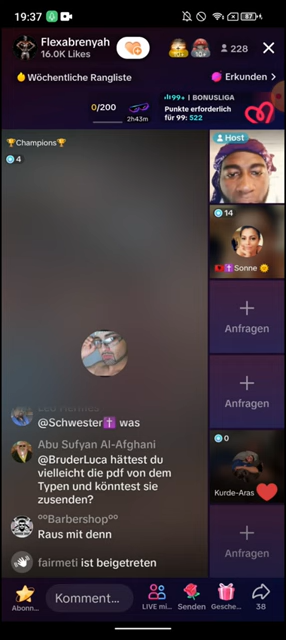 19:37
87
Flexabrenyah
16.0K Likes
228
Wöchentliche Rangliste
Erkunden >
0/200
2h43m
99+ | BONUSLIGA
Punkte erforderlich
für 99: 522
🏆Champions🏆
4
Host
14
🇦🇱✝️ Sonne 🌞
Anfragen
Anfragen
0
Kurde-Aras ❤️
Anfragen
@Schwester✝️ was
Abu Sufyan Al-Afghani
@BruderLuca hättest du
vielleicht die pdf von dem
Typen und könntest sie
zusenden?
°°Barbershop°°
Raus mit denn
fairmeti ist beigetreten
Abonn...
Komment...
LIVE mi...
Senden
Gesche...
38